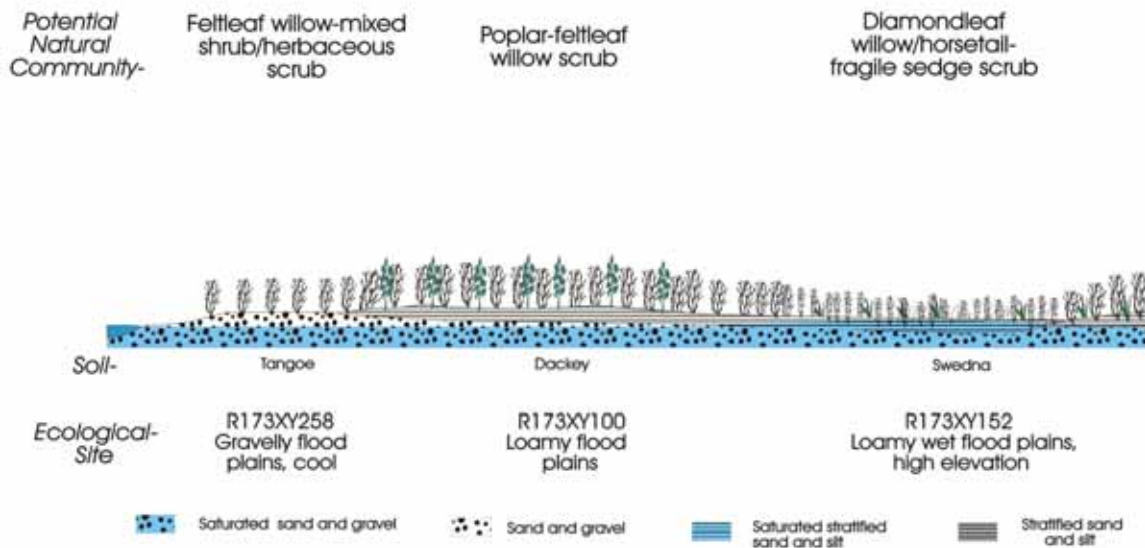 Potential
Natural
Community-
Feltleaf willow-mixed
shrub/herbaceous
scrub
Poplar-feltleaf
willow scrub
Diamondleaf
willow/horsetail-
fragile sedge scrub
Soil-
Tangoe
Dackey
Swedna
Ecological-
Site
R173XY258
Gravelly flood
plains, cool
R173XY100
Loamy flood
plains
R173XY152
Loamy wet flood plains,
high elevation
Saturated sand and gravel
Sand and gravel
Saturated stratified
sand and silt
Stratified sand
and silt